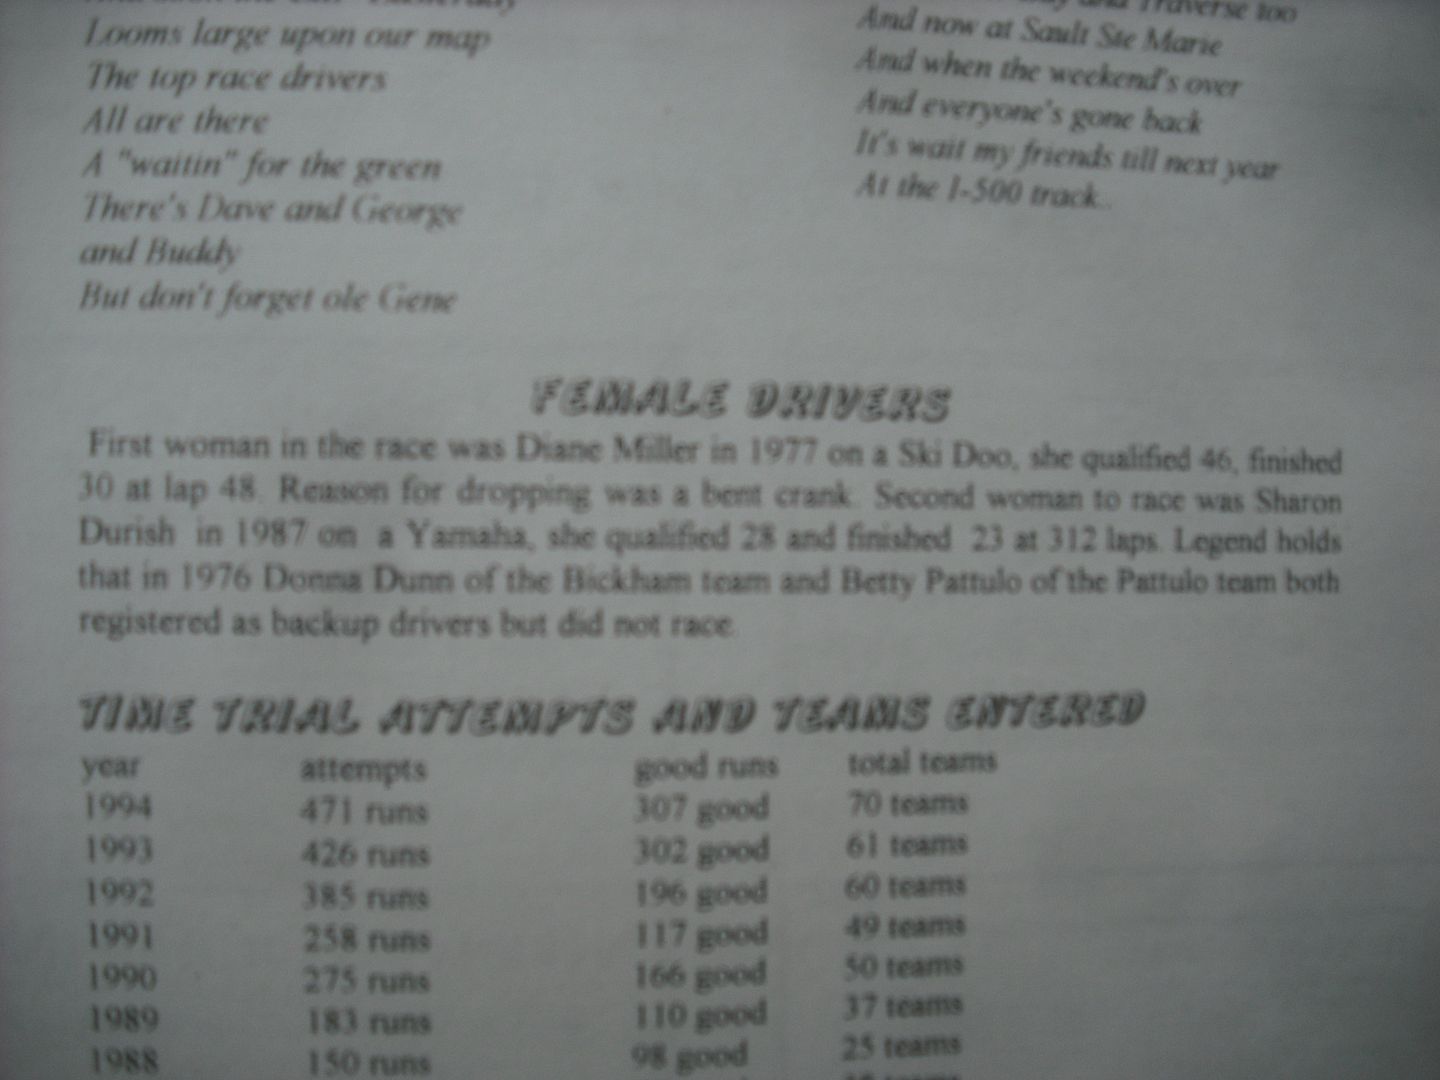 Looms large upon our map
The top race drivers
All are there
A "waitin" for the green
There's Dave and George
and Buddy
But don't forget ole Gene
and Traverse too
And now at Sault Ste Marie
And when the weekend's over
And everyone's gone back
It's wait my friends till next year
At the I-500 track..
FEMALE DRIVERS
First woman in the race was Diane Miller in 1977 on a Ski Doo, she qualified 46, finished
30 at lap 48. Reason for dropping was a bent crank. Second woman to race was Sharon
Durish in 1987 on a Yamaha, she qualified 28 and finished 23 at 312 laps. Legend holds
that in 1976 Donna Dunn of the Bickham team and Betty Pattulo of the Pattulo team both
registered as backup drivers but did not race.
TIME TRIAL ATTEMPTS AND TEAMS ENTERED
year attempts good runs total teams
1994 471 runs 307 good 70 teams
1993 426 runs 302 good 61 teams
1992 385 runs 196 good 60 teams
1991 258 runs 117 good 49 teams
1990 275 runs 166 good 50 teams
1989 183 runs 110 good 37 teams
1988 150 runs 98 good 25 teams